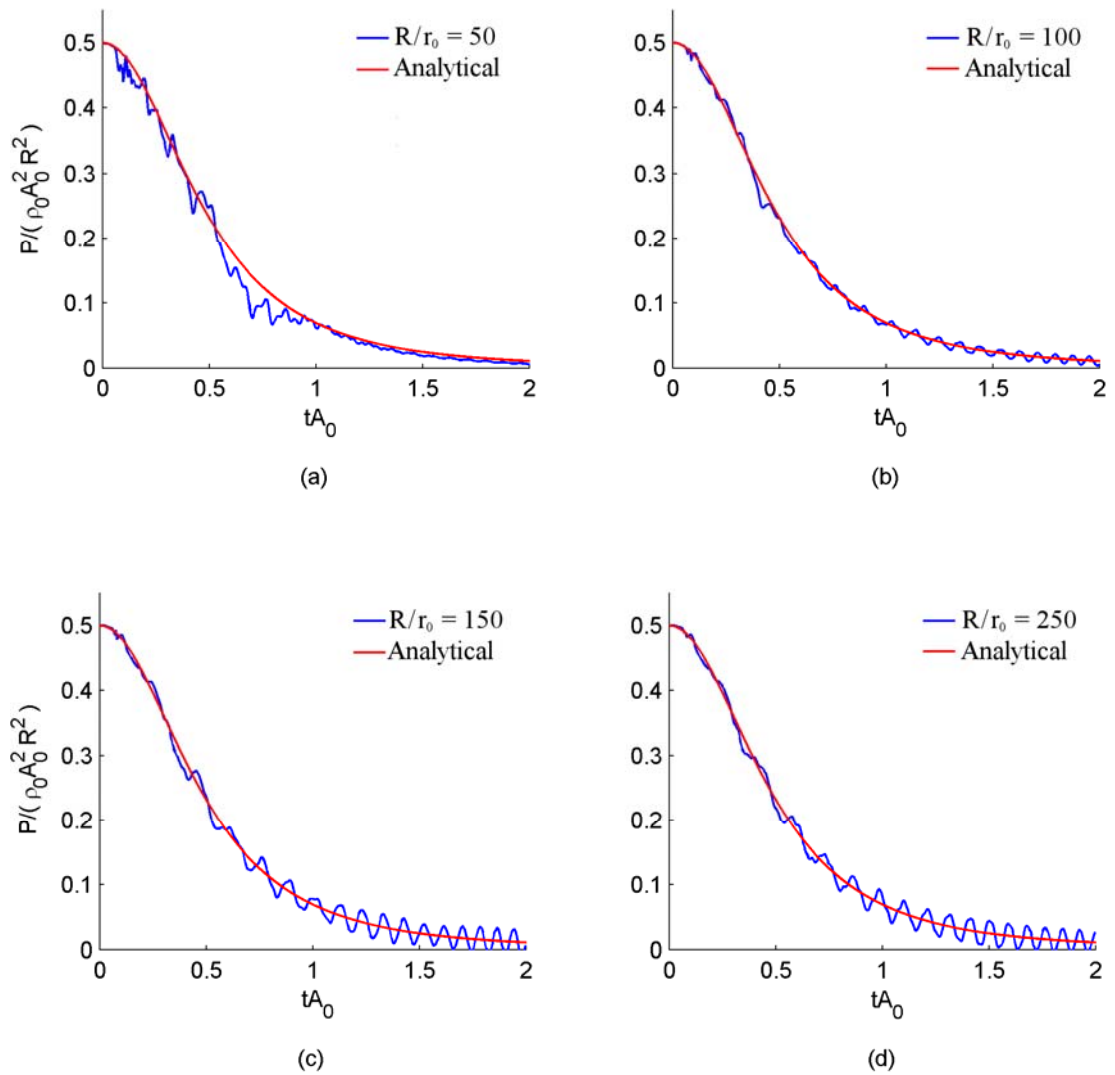 R/r₀ = 50
Analytical
P/(ρ₀A₀²R²)
0.5
0.4
0.3
0.2
0.1
0
0 0.5 1 1.5 2
tA₀
(a)
R/r₀ = 100
Analytical
0.5
0.4
0.3
0.2
0.1
0
0 0.5 1 1.5 2
tA₀
(b)
R/r₀ = 150
Analytical
P/(ρ₀A₀²R²)
0.5
0.4
0.3
0.2
0.1
0
0 0.5 1 1.5 2
tA₀
(c)
R/r₀ = 250
Analytical
0.5
0.4
0.3
0.2
0.1
0
0 0.5 1 1.5 2
tA₀
(d)